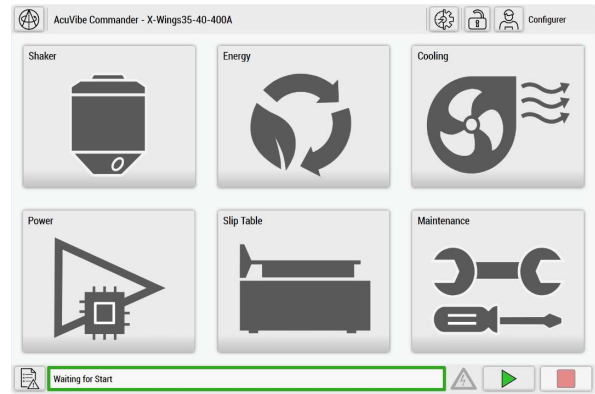 AcuVibe Commander - X-Wings35-40-400A
Configurer
Shaker
Energy
Cooling
Power
Slip Table
Maintenance
Waiting for Start